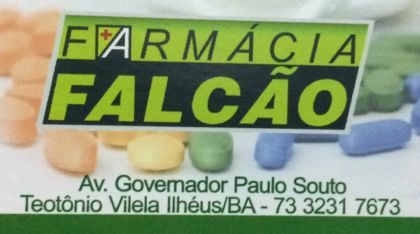 FARMÁCIA
FALCÃO
Av. Governador Paulo Souto
Teotônio Vilela Ilhéus/BA - 73 3231 7673